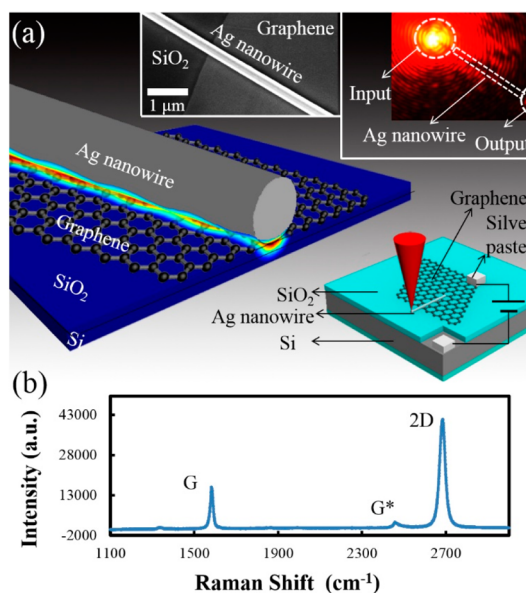 (a)
Graphene
Ag nanowire
SiO2
1 μm
Input
Ag nanowire
Output
Ag nanowire
Graphene
SiO2
Si
Graphene
Silve
paste
SiO2
Ag nanowire
Si
(b)
43000
28000
13000
-2000
Intensity (a.u.)
G
G*
2D
1100
1500
1900
2300
2700
Raman Shift (cm-1)